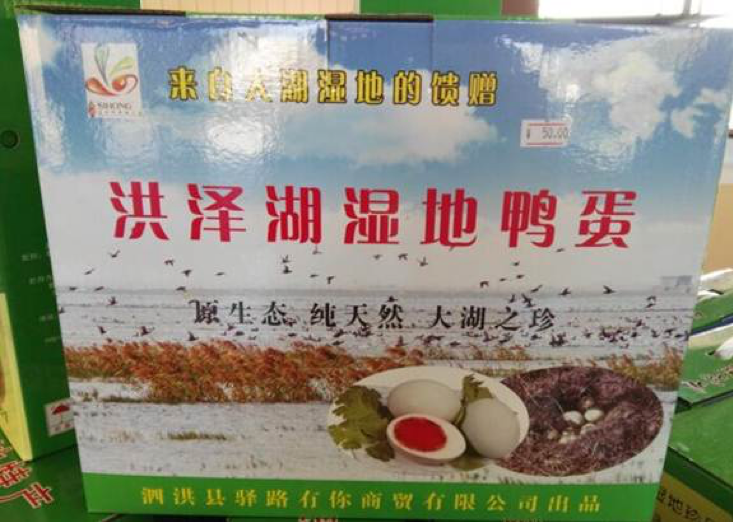 来自大湖湿地的馈赠
SIHONG
¥ 50.00
洪泽湖湿地鸭蛋
原生态 纯天然 大湖之珍
泗洪县驿路有你商贸有限公司出品